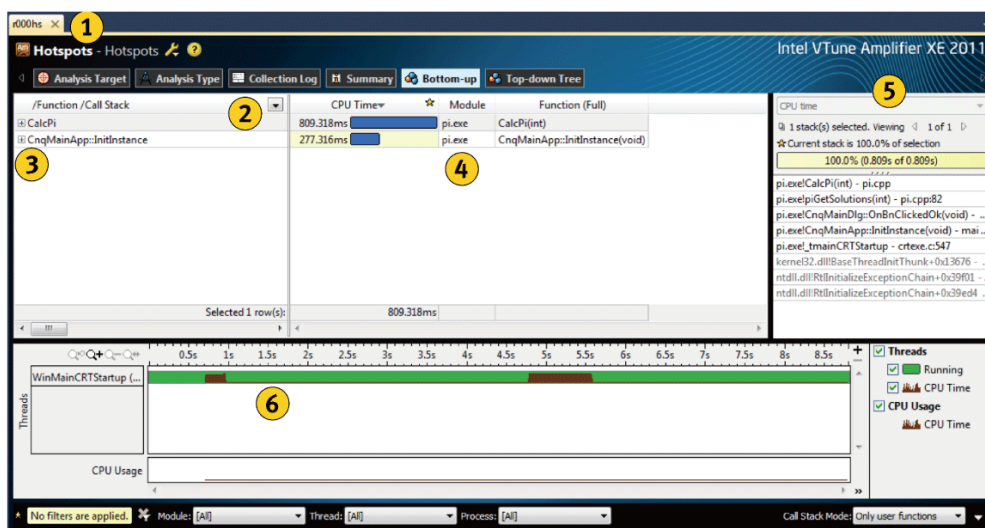 r000hs
1
Hotspots - Hotspots
Intel VTune Amplifier XE 2011
Analysis Target
Analysis Type
Collection Log
Summary
Bottom-up
Top-down Tree
/Function /Call Stack
2
CPU Time
Module
Function (Full)
CalcPi
809.318ms
pi.exe
CalcPi(int)
CnqMainApp::InitInstance
277.316ms
pi.exe
CnqMainApp::InitInstance(void)
3
4
5
CPU time
1 stack(s) selected. Viewing 1 of 1
Current stack is 100.0% of selection
100.0% (0.809s of 0.809s)
pi.exe!CalcPi(int) - pi.cpp
pi.exe!piGetSolutions(int) - pi.cpp:82
pi.exe!CnqMainDlg::OnBnClickedOk(void) - ...
pi.exe!CnqMainApp::InitInstance(void) - mai...
pi.exe!_tmainCRTStartup - crtexe.c:547
kernel32.dll!BaseThreadInitThunk+0x13676 - ...
ntdll.dll!RtlInitializeExceptionChain+0x39f01 - ...
ntdll.dll!RtlInitializeExceptionChain+0x39ed4 ...
Selected 1 row(s):
809.318ms
0.5s 1s 1.5s 2s 2.5s 3s 3.5s 4s 4.5s 5s 5.5s 6s 6.5s 7s 7.5s 8s 8.5s
WinMainCRTStartup (...
Threads
6
CPU Usage
Threads
Running
CPU Time
CPU Usage
CPU Time
No filters are applied.
Module: [All]
Thread: [All]
Process: [All]
Call Stack Mode: Only user functions